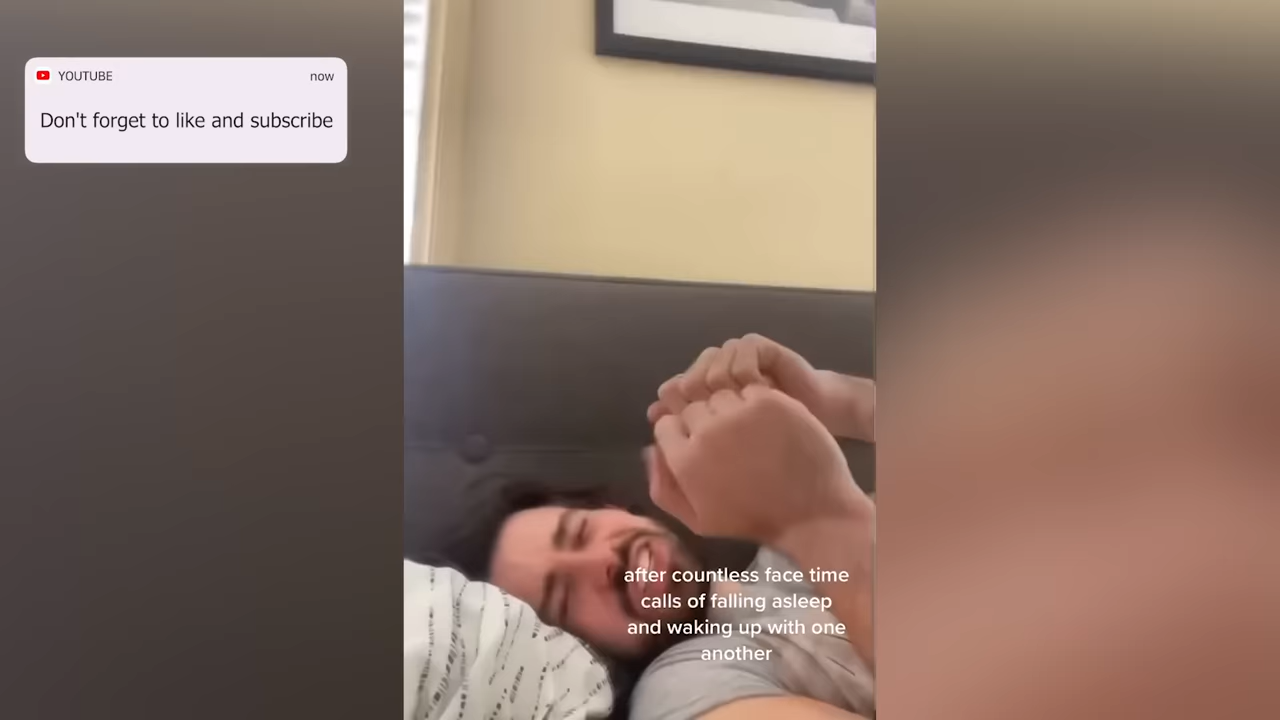 YOUTUBE now
Don't forget to like and subscribe
after countless face time
calls of falling asleep
and waking up with one
another